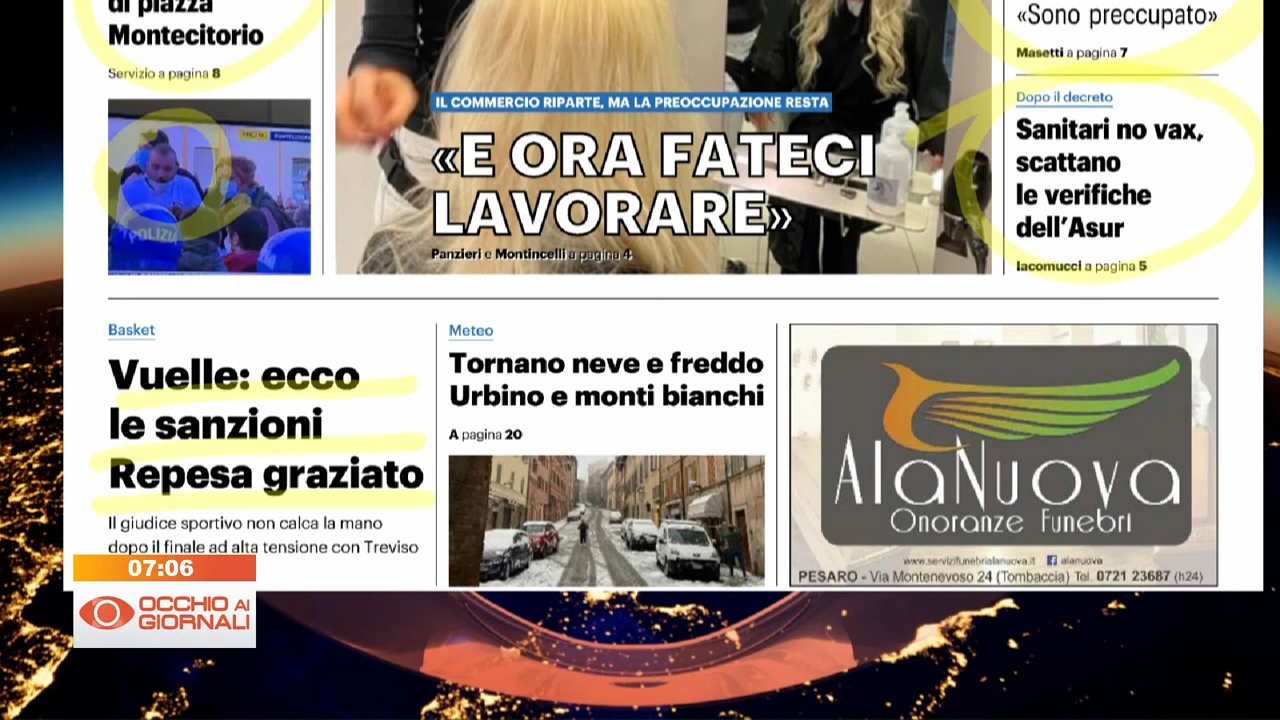 di piazza
Montecitorio
Servizio a pagina 8
POLIZIA
IL COMMERCIO RIPARTE, MA LA PREOCCUPAZIONE RESTA
«E ORA FATECI
LAVORARE»
Panzieri e Montincelli a pagina 4
«Sono preccupato»
Masetti a pagina 7
Dopo il decreto
Sanitari no vax,
scattano
le verifiche
dell'Asur
Iacomucci a pagina 5
Basket
Vuelle: ecco
le sanzioni
Repesa graziato
Il giudice sportivo non calca la mano
dopo il finale ad alta tensione con Treviso
Meteo
Tornano neve e freddo
Urbino e monti bianchi
A pagina 20
AlaNuova
Onoranze Funebri
www.servizifunebrialanuova.it alanuova
PESARO - Via Montenevoso 24 (Tombaccia) Tel. 0721 23687 (h24)
07:06
OCCHIO AI
GIORNALI